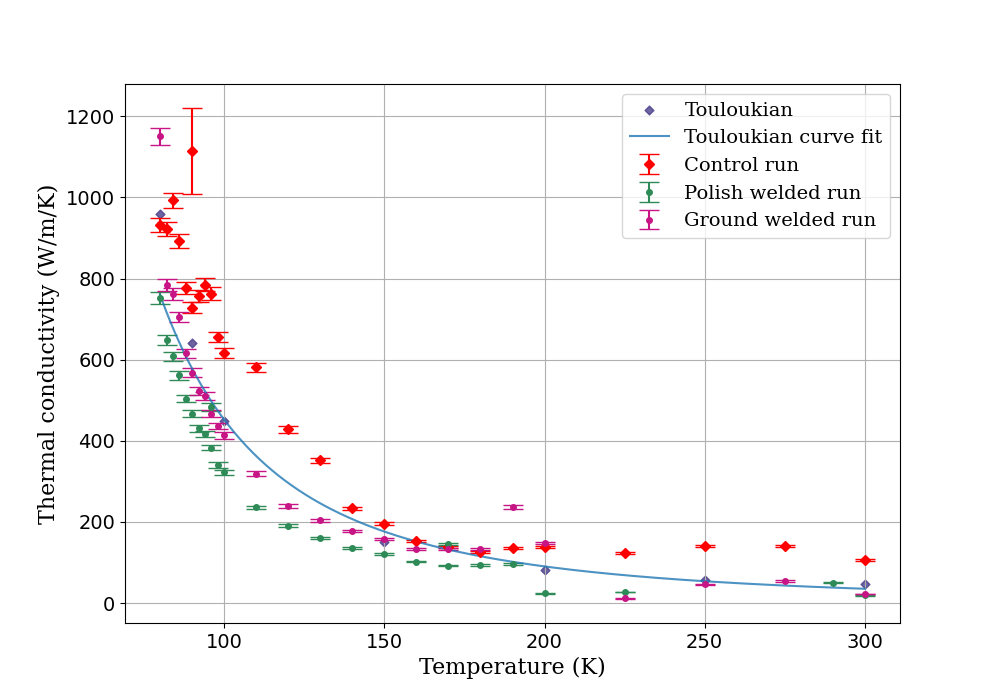 Thermal conductivity (W/m/K)
1200
1000
800
600
400
200
0
Touloukian
Touloukian curve fit
Control run
Polish welded run
Ground welded run
100
150
200
250
300
Temperature (K)